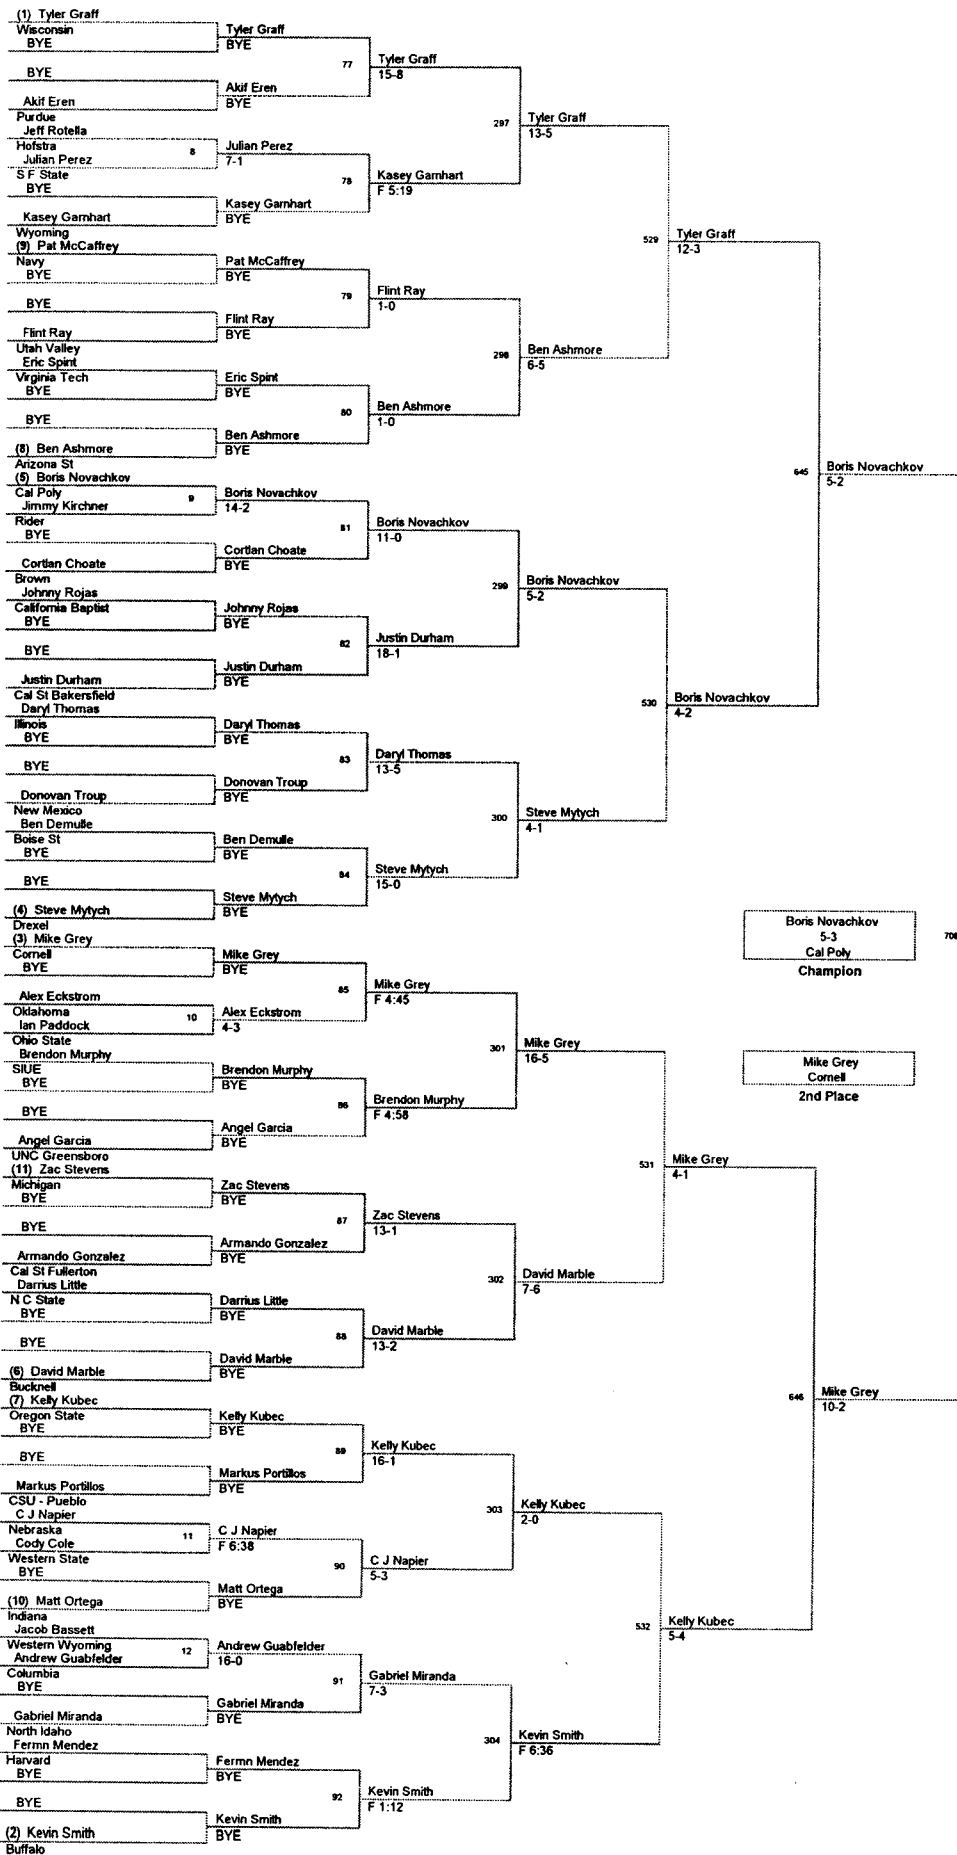 (1) Tyler Graff
Wisconsin
BYE
BYE
Akif Eren
Purdue
Jeff Rotella
Hofstra
8
Julian Perez
S F State
BYE
Kasey Garnhart
Wyoming
(9) Pat McCaffrey
Navy
BYE
BYE
Flint Ray
Utah Valley
Eric Spint
Virginia Tech
BYE
BYE
(8) Ben Ashmore
Arizona St
(5) Boris Novachkov
Cal Poly
9
Jimmy Kirchner
Rider
BYE
Cortlan Choate
Brown
Johnny Rojas
California Baptist
BYE
BYE
Justin Durham
Cal St Bakersfield
Daryl Thomas
Illinois
BYE
BYE
Donovan Troup
New Mexico
Ben Demulle
Boise St
BYE
BYE
(4) Steve Mytych
Drexel
(3) Mike Grey
Cornell
BYE
Alex Eckstrom
Oklahoma
10
Ian Paddock
Ohio State
Brendon Murphy
SIUE
BYE
BYE
Angel Garcia
UNC Greensboro
(11) Zac Stevens
Michigan
BYE
BYE
Armando Gonzalez
Cal St Fullerton
Darrius Little
N C State
BYE
BYE
(6) David Marble
Bucknell
(7) Kelly Kubec
Oregon State
BYE
BYE
Markus Portillos
CSU - Pueblo
C J Napier
Nebraska
11
Cody Cole
Western State
BYE
(10) Matt Ortega
Indiana
Jacob Bassett
Western Wyoming
12
Andrew Guabfelder
Columbia
BYE
Gabriel Miranda
North Idaho
Fermn Mendez
Harvard
BYE
BYE
(2) Kevin Smith
Buffalo
Tyler Graff
BYE
77
Akif Eren
BYE
Julian Perez
7-1
78
Kasey Garnhart
BYE
Pat McCaffrey
BYE
79
Flint Ray
BYE
Eric Spint
BYE
80
Ben Ashmore
BYE
Boris Novachkov
14-2
81
Cortlan Choate
BYE
Johnny Rojas
BYE
82
Justin Durham
BYE
Daryl Thomas
BYE
83
Donovan Troup
BYE
Ben Demulle
BYE
84
Steve Mytych
BYE
Mike Grey
BYE
85
Alex Eckstrom
4-3
Brendon Murphy
BYE
86
Angel Garcia
BYE
Zac Stevens
BYE
87
Armando Gonzalez
BYE
Darrius Little
BYE
88
David Marble
BYE
Kelly Kubec
BYE
89
Markus Portillos
BYE
C J Napier
F 6:38
90
Matt Ortega
BYE
Andrew Guabfelder
16-0
91
Gabriel Miranda
BYE
Fermn Mendez
BYE
92
Kevin Smith
BYE
Tyler Graff
15-8
297
Kasey Garnhart
F 5:19
Flint Ray
1-0
298
Ben Ashmore
1-0
Boris Novachkov
11-0
299
Justin Durham
18-1
Daryl Thomas
13-5
300
Steve Mytych
15-0
Mike Grey
F 4:45
301
Brendon Murphy
F 4:58
Zac Stevens
13-1
302
David Marble
13-2
Kelly Kubec
16-1
303
C J Napier
5-3
Gabriel Miranda
7-3
304
Kevin Smith
F 1:12
Tyler Graff
13-5
529
Ben Ashmore
6-5
Boris Novachkov
5-2
530
Steve Mytych
4-1
Mike Grey
16-5
531
David Marble
7-6
Kelly Kubec
2-0
532
Kevin Smith
F 6:36
Tyler Graff
12-3
645
Boris Novachkov
4-2
Mike Grey
4-1
646
Kelly Kubec
5-4
Boris Novachkov
5-2
Mike Grey
10-2
Boris Novachkov
5-3
Cal Poly
Champion
Mike Grey
Cornell
2nd Place